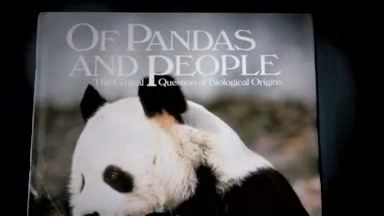 OF PANDAS
AND PEOPLE
The Central Question of Biological Origins